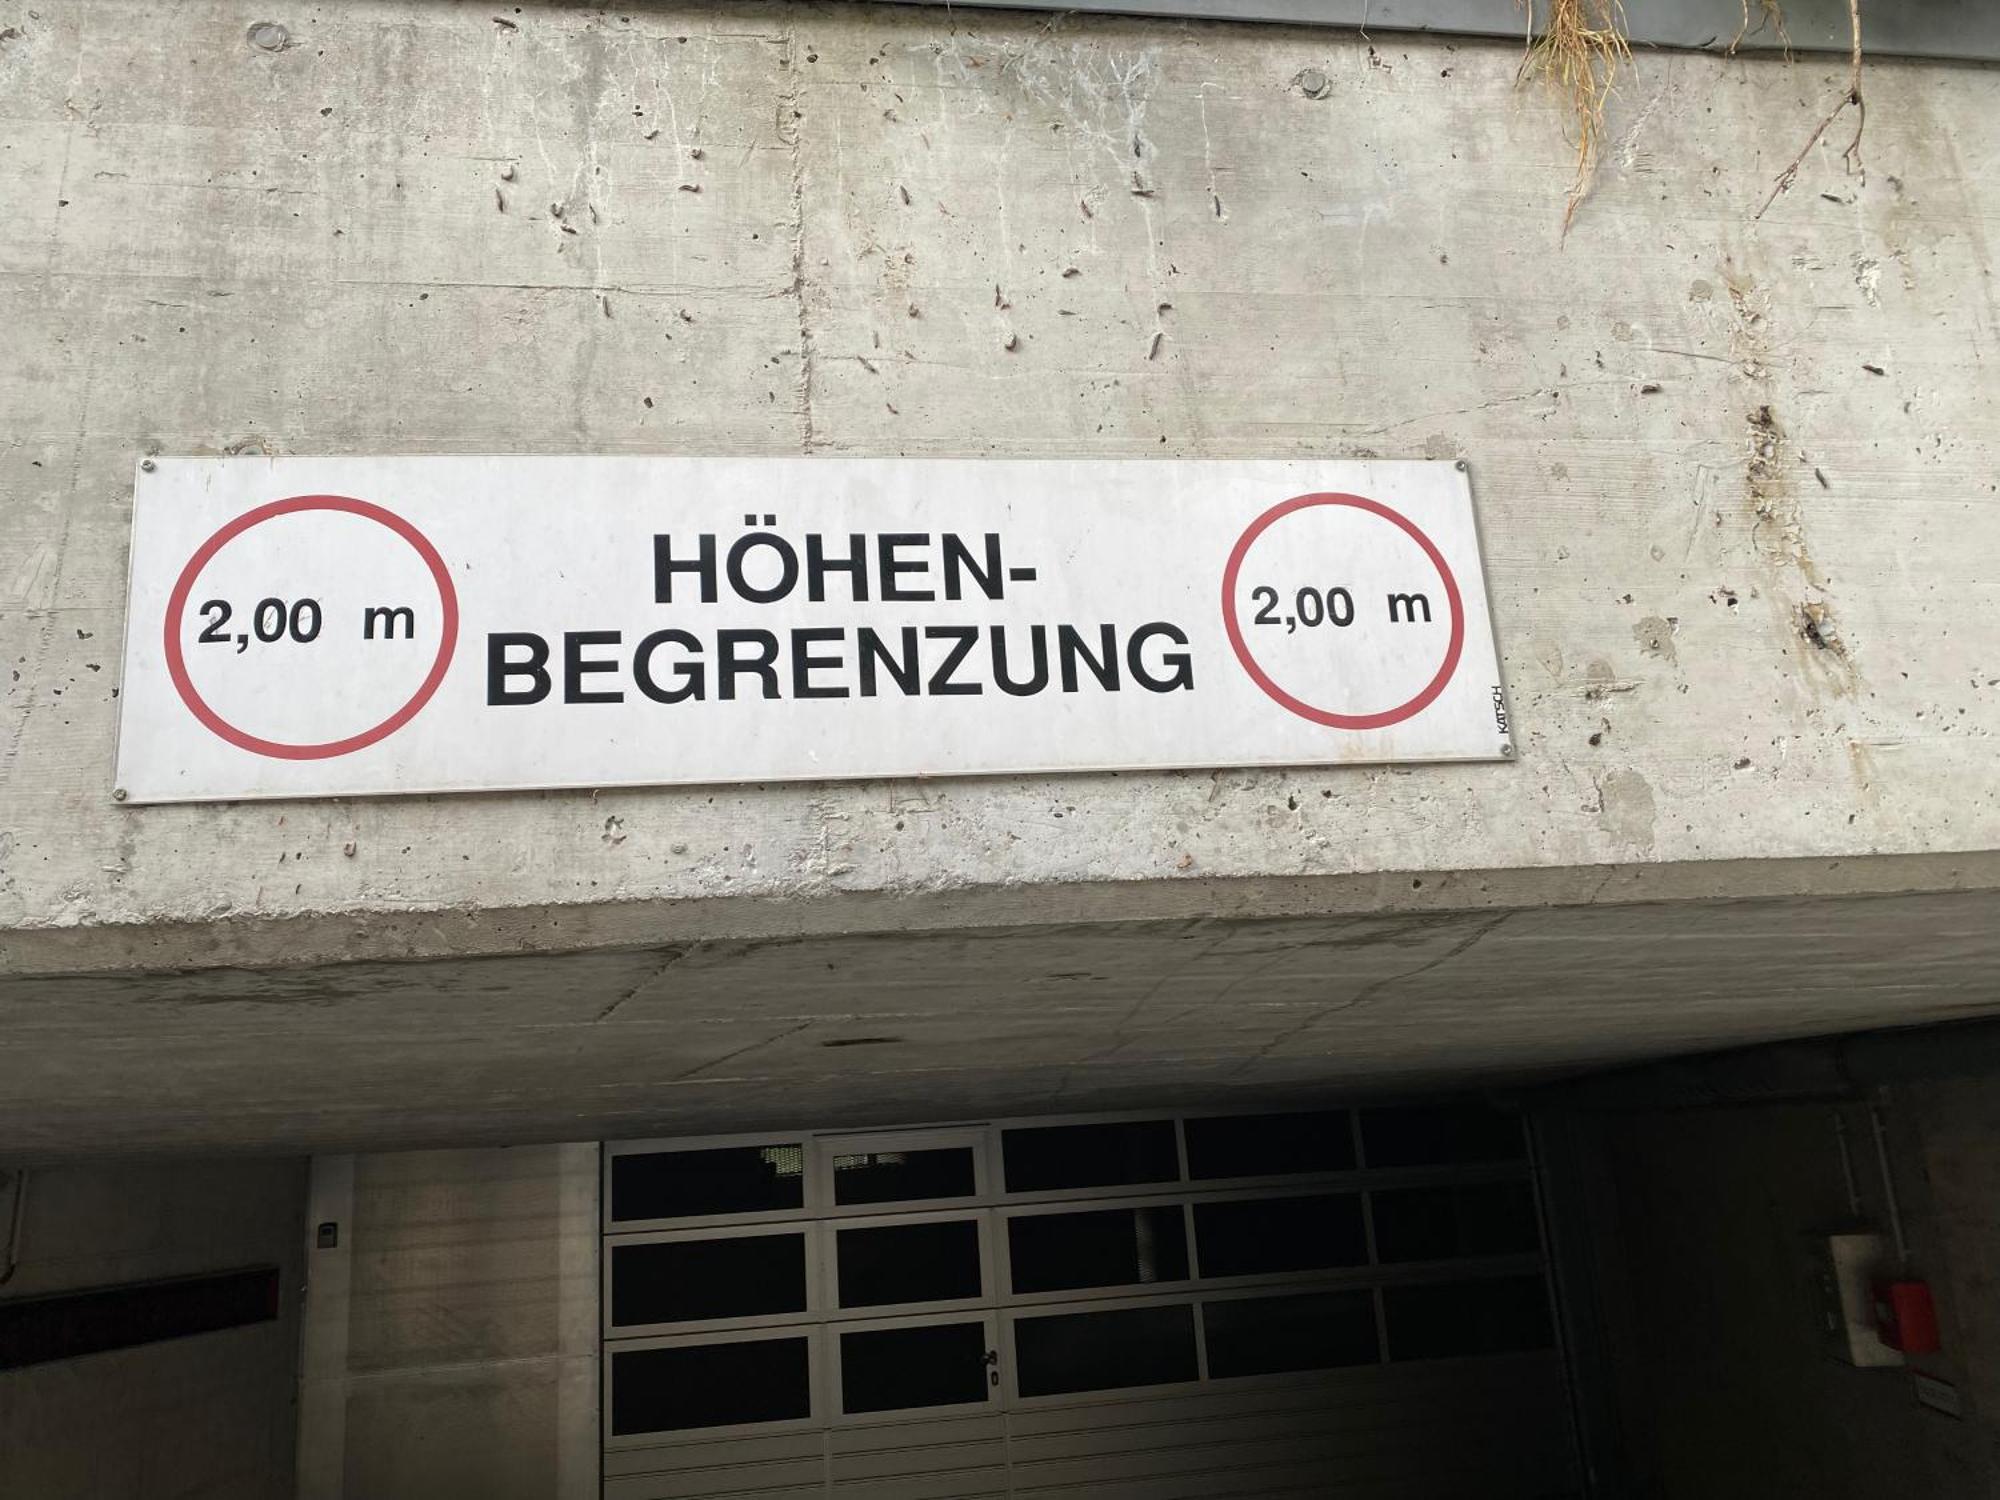 2,00 m
HÖHEN-
BEGRENZUNG
2,00 m
KATSCH